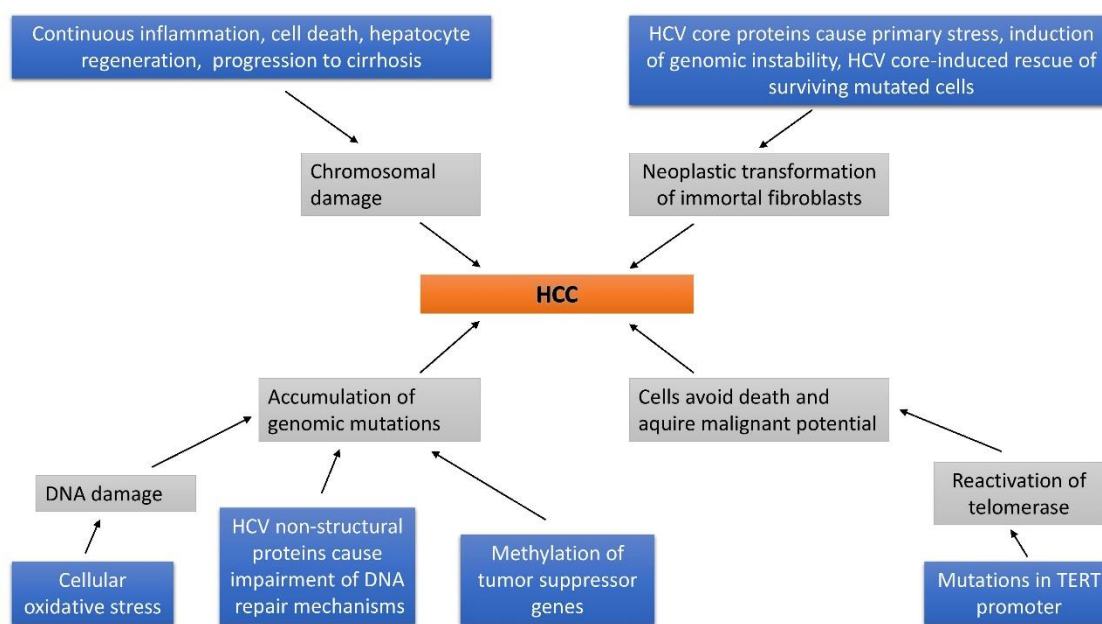 Continuous inflammation, cell death, hepatocyte
regeneration, progression to cirrhosis
HCV core proteins cause primary stress, induction
of genomic instability, HCV core-induced rescue of
surviving mutated cells
Chromosomal
damage
Neoplastic transformation
of immortal fibroblasts
HCC
Accumulation of
genomic mutations
Cells avoid death and
aquire malignant potential
DNA damage
Reactivation of
telomerase
HCV non-structural
proteins cause
impairment of DNA
repair mechanisms
Methylation of
tumor suppressor
genes
Cellular
oxidative stress
Mutations in TERT
promoter